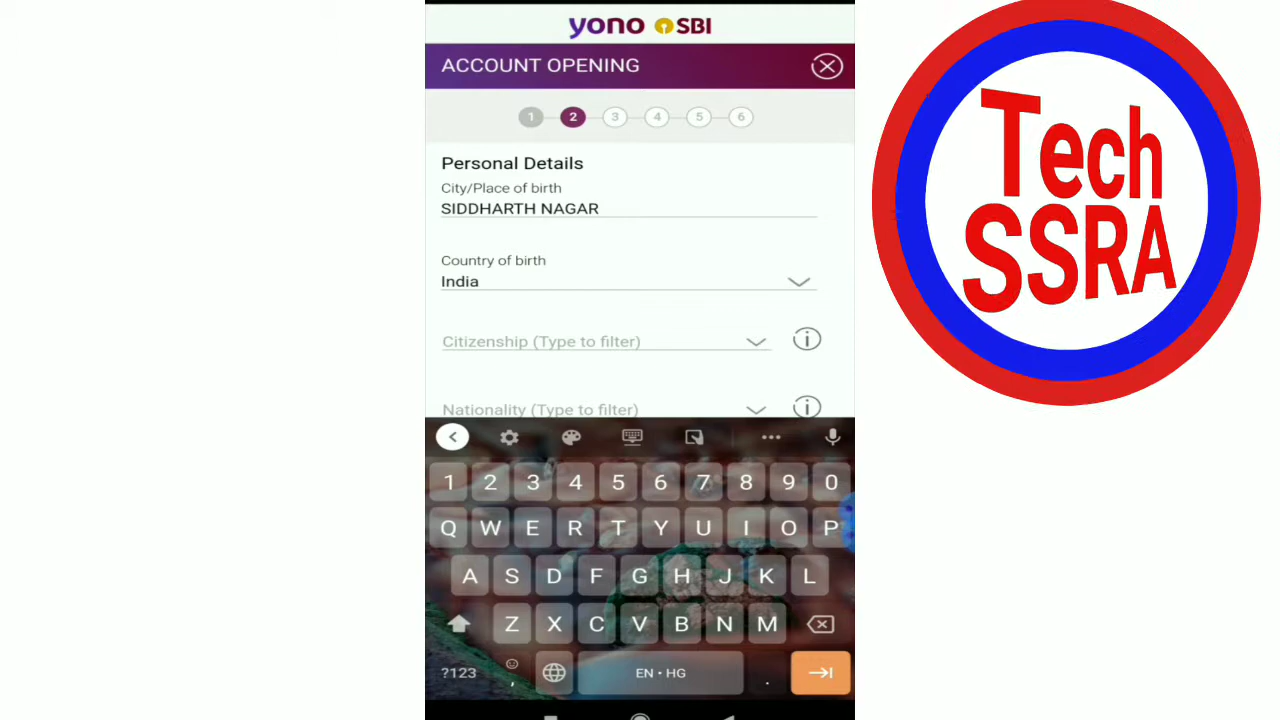 yono SBI
ACCOUNT OPENING
1 2 3 4 5 6
Personal Details
City/Place of birth
SIDDHARTH NAGAR
Country of birth
India
Citizenship (Type to filter)
Nationality (Type to filter)
1 2 3 4 5 6 7 8 9 0
Q W E R T Y U I O P
A S D F G H J K L
Z X C V B N M
?123 , EN • HG .
Tech
SSRA